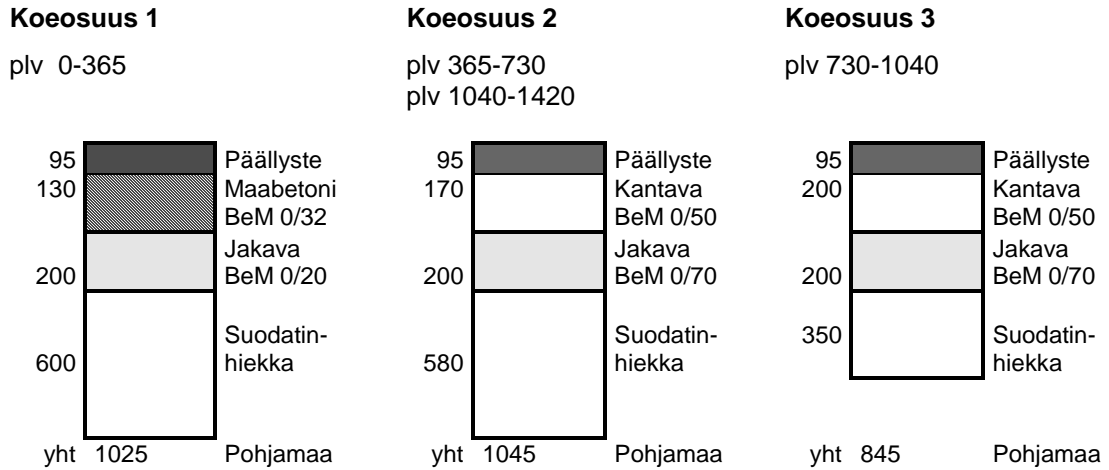 Koeosuus 1
plv 0-365
95 Päällyste
130 Maabetoni
BeM 0/32
Jakava
200 BeM 0/20
Suodatin-
600 hiekka
yht 1025 Pohjamaa
Koeosuus 2
plv 365-730
plv 1040-1420
95 Päällyste
170 Kantava
BeM 0/50
Jakava
200 BeM 0/70
Suodatin-
580 hiekka
yht 1045 Pohjamaa
Koeosuus 3
plv 730-1040
95 Päällyste
200 Kantava
BeM 0/50
Jakava
200 BeM 0/70
350 Suodatin-
hiekka
yht 845 Pohjamaa